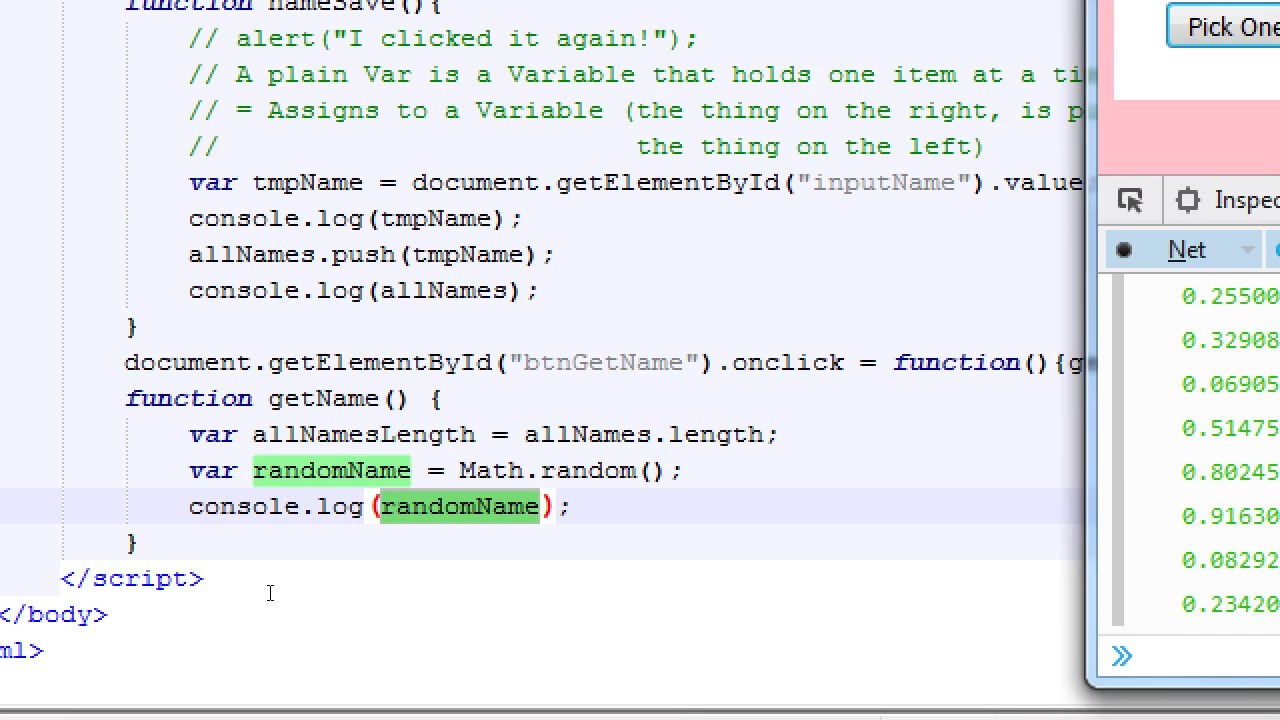 function nameSave(){
// alert("I clicked it again!");
// A plain Var is a Variable that holds one item at a ti
// = Assigns to a Variable (the thing on the right, is p
// the thing on the left)
var tmpName = document.getElementById("inputName").value
console.log(tmpName);
allNames.push(tmpName);
console.log(allNames);
}
document.getElementById("btnGetName").onclick = function(){g
function getName() {
var allNamesLength = allNames.length;
var randomName = Math.random();
console.log(randomName);
}
</script>
</body>
ml>
Pick One
Inspec
Net
0.25500
0.32908
0.06905
0.51475
0.80245
0.91630
0.08292
0.23420